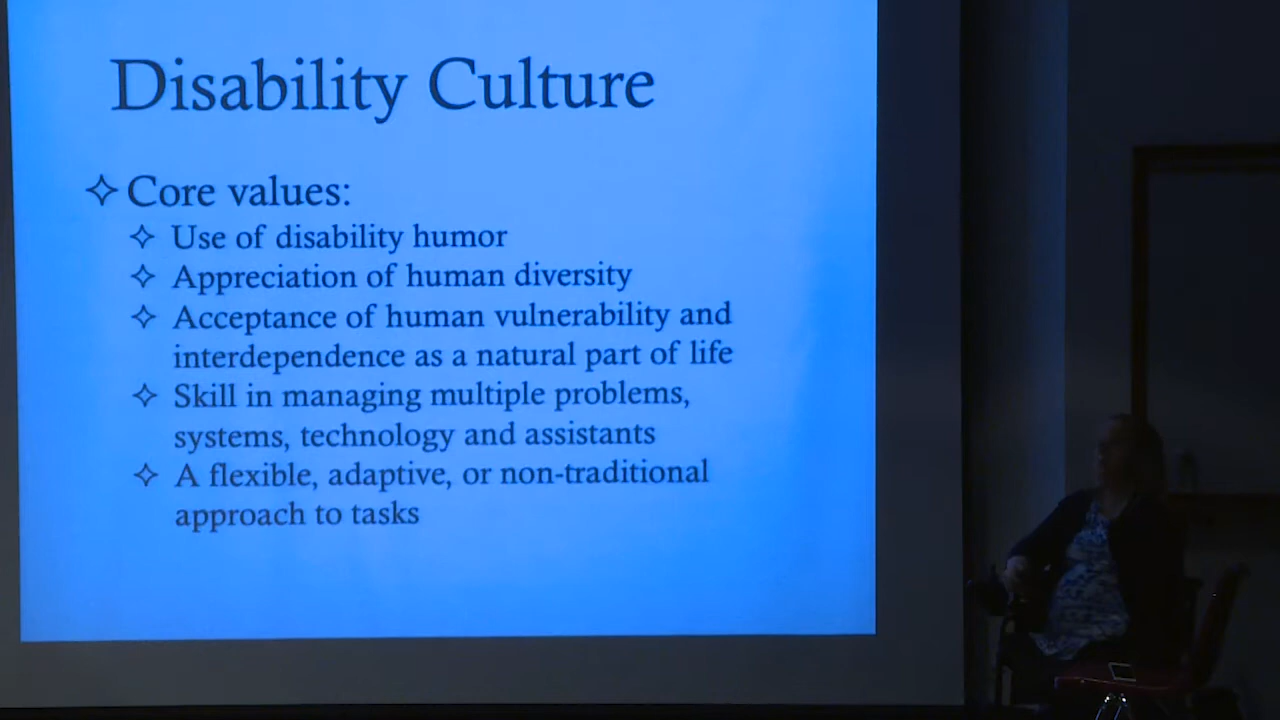 Disability Culture
Core values:
Use of disability humor
Appreciation of human diversity
Acceptance of human vulnerability and
interdependence as a natural part of life
Skill in managing multiple problems,
systems, technology and assistants
A flexible, adaptive, or non-traditional
approach to tasks